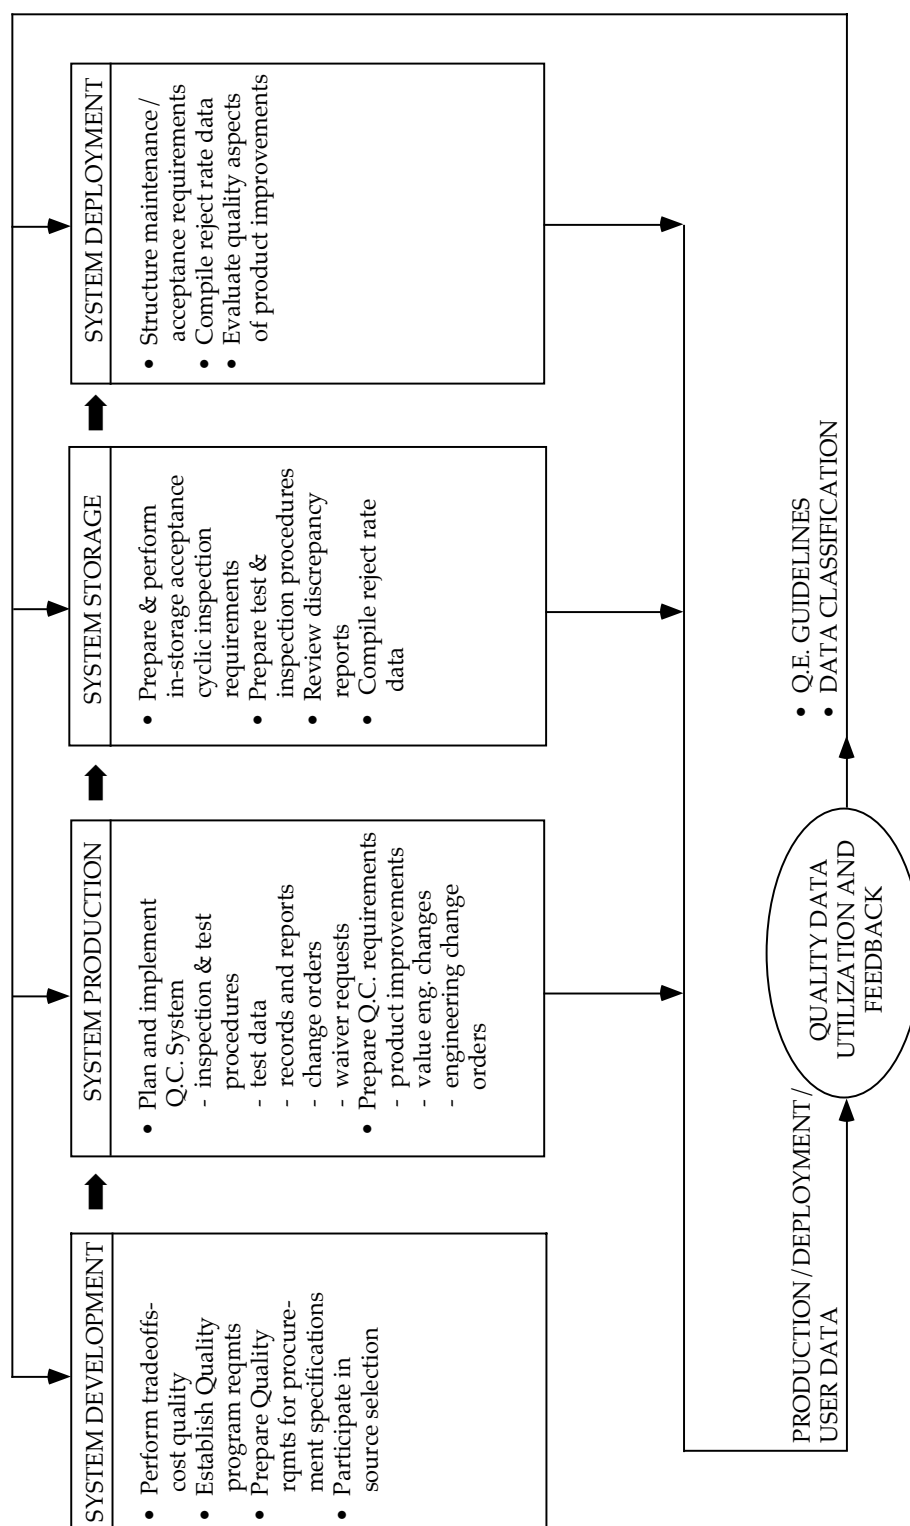 SYSTEM DEVELOPMENT
• Perform tradeoffs-
cost quality
• Establish Quality
program reqmts
• Prepare Quality
rqmts for procure-
ment specifications
• Participate in
source selection
SYSTEM PRODUCTION
• Plan and implement
Q.C. System
- inspection & test
procedures
- test data
- records and reports
- change orders
- waiver requests
• Prepare Q.C. requirements
- product improvements
- value eng. changes
- engineering change
orders
SYSTEM STORAGE
• Prepare & perform
in-storage acceptance
cyclic inspection
requirements
• Prepare test &
inspection procedures
• Review discrepancy
reports
• Compile reject rate
data
SYSTEM DEPLOYMENT
• Structure maintenance/
acceptance requirements
• Compile reject rate data
• Evaluate quality aspects
of product improvements
PRODUCTION/DEPLOYMENT/
USER DATA
QUALITY DATA
UTILIZATION AND
FEEDBACK
• Q.E. GUIDELINES
• DATA CLASSIFICATION